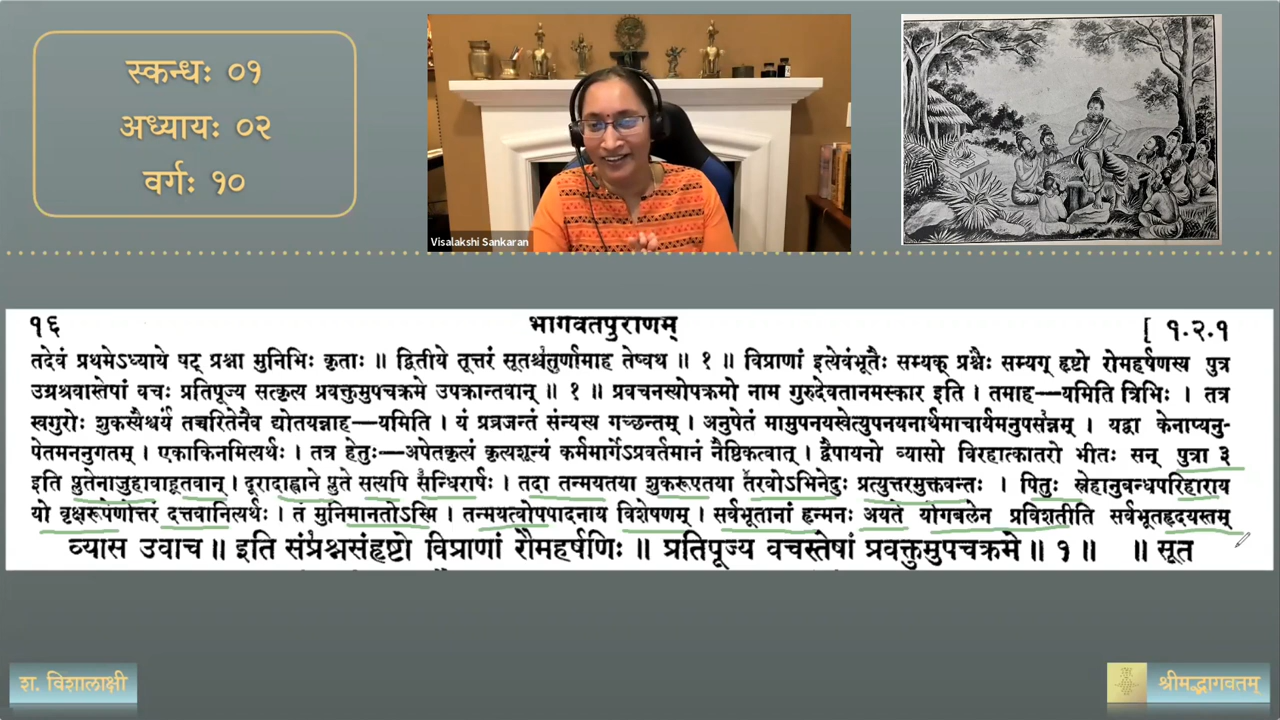 स्कन्धः ०१
अध्यायः ०२
वर्गः १०
Visalakshi Sankaran
१६ भागवतपुराणम् [ १.२.१
तदेवं प्रथमेऽध्याये षट् प्रश्ना मुनिभिः कृताः ॥ द्वितीये तूत्तरं सूतश्चतुर्णामाह तेष्वथ ॥ १ ॥ विप्राणां इत्येवंभूतैः सम्यक् प्रश्नैः सम्यग् हृष्टो रोमहर्षणस्य पुत्र
उग्रश्रवास्तेषां वचः प्रतिपूज्य सत्कृत्य प्रवक्तुमुपचक्रमे उपक्रान्तवान् ॥ १ ॥ प्रवचनस्योपक्रमो नाम गुरुदेवतानमस्कार इति । तमाह—यमिति त्रिभिः । तत्र
स्वगुरोः शुकस्यैश्वर्यं तच्चरितेनैव द्योतयन्नाह—यमिति । यं प्रव्रजन्तं संन्यस्य गच्छन्तम् । अनुपेतं मामुपनयस्वेत्युपनयनार्थमाचार्यमनुपसन्नम् । यद्वा केनाप्यनु-
पेतमननुगतम् । एकाकिनमित्यर्थः । तत्र हेतुः—अपेतकृत्यं कृत्यशून्यं कर्ममार्गेऽप्रवर्तमानं नैष्ठिकत्वात् । द्वैपायनो व्यासो विरहात्कातरो भीतः सन् पुत्रा ३
इति प्लुतेनाजुहावाहूतवान् । दूरादाह्वाने प्लुते सत्यपि सन्धिरार्षः । तदा तन्मयतया शुकरूपतया तरवोऽभिनेदुः प्रत्युत्तरमुक्तवन्तः । पितुः स्नेहानुबन्धपरिहाराय
यो वृक्षरूपेणोत्तरं दत्तवानित्यर्थः । तं मुनिमानतोऽस्मि । तन्मयत्वोपपादनाय विशेषणम् । सर्वभूतानां हृन्मनः अयते योगबलेन प्रविशतीति सर्वभूतहृदयस्तम्
व्यास उवाच ॥ इति संप्रश्नसंहृष्टो विप्राणां रौमहर्षणिः ॥ प्रतिपूज्य वचस्तेषां प्रवक्तुमुपचक्रमे ॥ १ ॥ ॥ सूत
श. विशालाक्षी
श्रीमद्भागवतम्